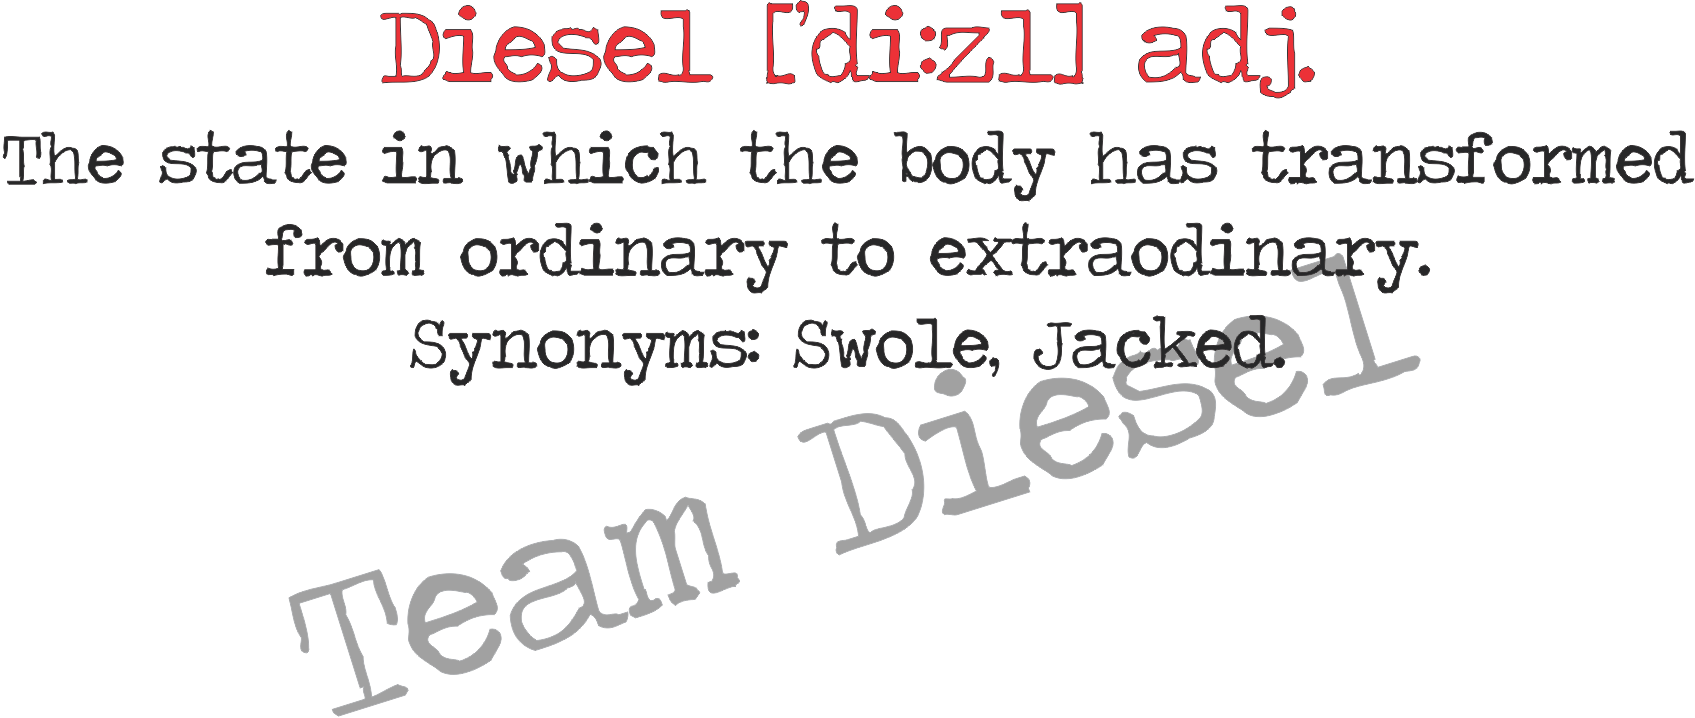 Diesel ['di:zl] adj.
The state in which the body has transformed
from ordinary to extraodinary.
Synonyms: Swole, Jacked.
Team Diesel